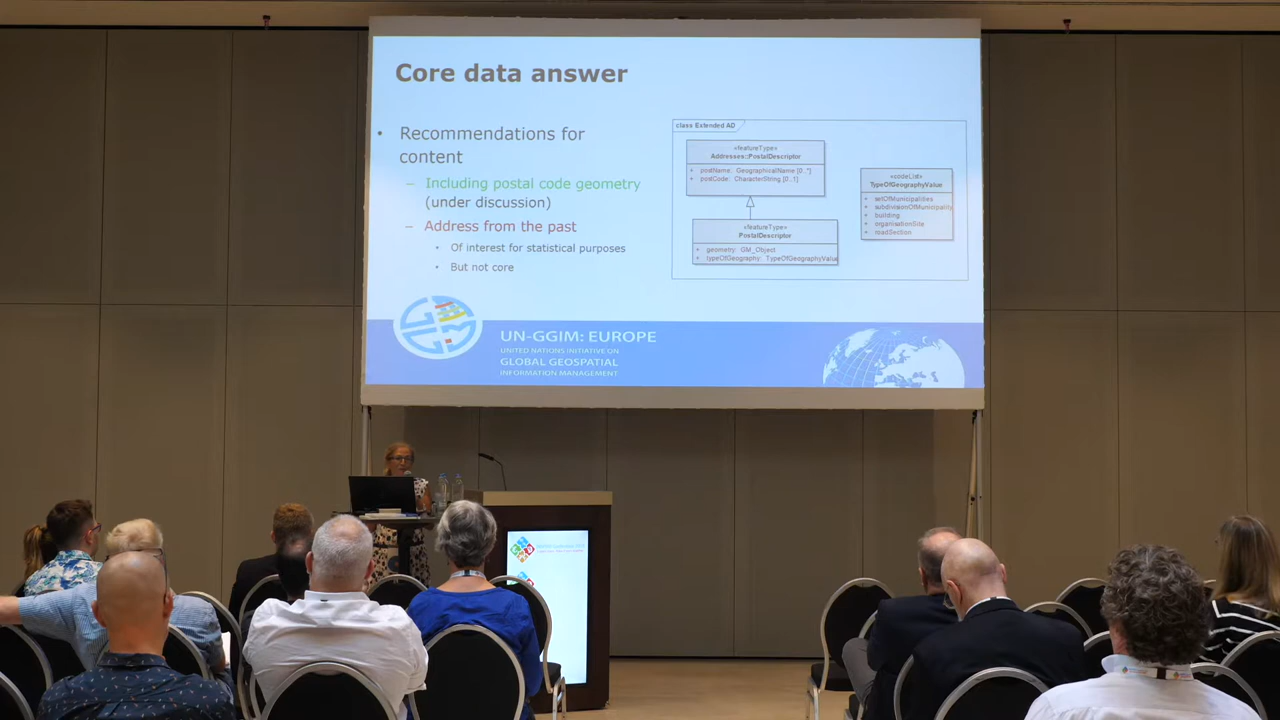 Core data answer
• Recommendations for
content
– Including postal code geometry
(under discussion)
– Address from the past
• Of interest for statistical purposes
• But not core
class Extended AD
«featureType»
Addresses::PostalDescriptor
+ postName: GeographicalName [0..*]
+ postCode: CharacterString [0..1]
«featureType»
PostalDescriptor
+ geometry: GM_Object
+ typeOfGeography: TypeOfGeographyValue
«codeList»
TypeOfGeographyValue
+ setOfMunicipalities
+ subdivisionOfMunicipality
+ building
+ organisationSite
+ roadSection
UN-GGIM: EUROPE
UNITED NATIONS INITIATIVE ON
GLOBAL GEOSPATIAL
INFORMATION MANAGEMENT